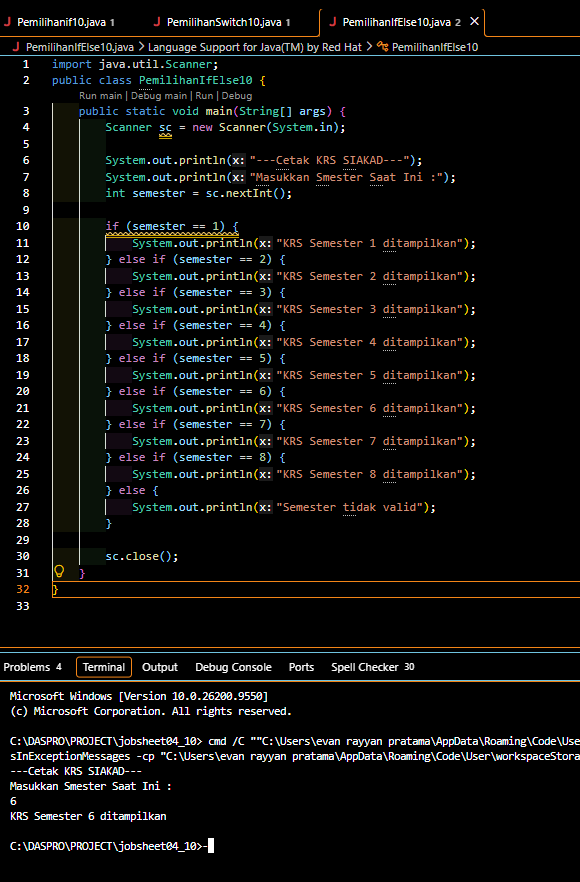 Pemilihanif10.java 1 PemilihanSwitch10.java 1 PemilihanIfElse10.java 2 ×
PemilihanIfElse10.java > Language Support for Java(TM) by Red Hat > PemilihanIfElse10
1 import java.util.Scanner;
2 public class PemilihanIfElse10 {
Run main | Debug main | Run | Debug
3 public static void main(String[] args) {
4 Scanner sc = new Scanner(System.in);
5
6 System.out.println(x: "---Cetak KRS SIAKAD---");
7 System.out.println(x: "Masukkan Smester Saat Ini :");
8 int semester = sc.nextInt();
9
10 if (semester == 1) {
11 System.out.println(x: "KRS Semester 1 ditampilkan");
12 } else if (semester == 2) {
13 System.out.println(x: "KRS Semester 2 ditampilkan");
14 } else if (semester == 3) {
15 System.out.println(x: "KRS Semester 3 ditampilkan");
16 } else if (semester == 4) {
17 System.out.println(x: "KRS Semester 4 ditampilkan");
18 } else if (semester == 5) {
19 System.out.println(x: "KRS Semester 5 ditampilkan");
20 } else if (semester == 6) {
21 System.out.println(x: "KRS Semester 6 ditampilkan");
22 } else if (semester == 7) {
23 System.out.println(x: "KRS Semester 7 ditampilkan");
24 } else if (semester == 8) {
25 System.out.println(x: "KRS Semester 8 ditampilkan");
26 } else {
27 System.out.println(x: "Semester tidak valid");
28 }
29
30 sc.close();
31 }
32 }
33
Problems 4 Terminal Output Debug Console Ports Spell Checker 30
Microsoft Windows [Version 10.0.26200.9550]
(c) Microsoft Corporation. All rights reserved.
C:\DASPRO\PROJECT\jobsheet04_10> cmd /C ""C:\Users\evan rayyan pratama\AppData\Roaming\Code\Use
sInExceptionMessages -cp "C:\Users\evan rayyan pratama\AppData\Roaming\Code\User\workspaceStora
---Cetak KRS SIAKAD---
Masukkan Smester Saat Ini :
6
KRS Semester 6 ditampilkan
C:\DASPRO\PROJECT\jobsheet04_10>-